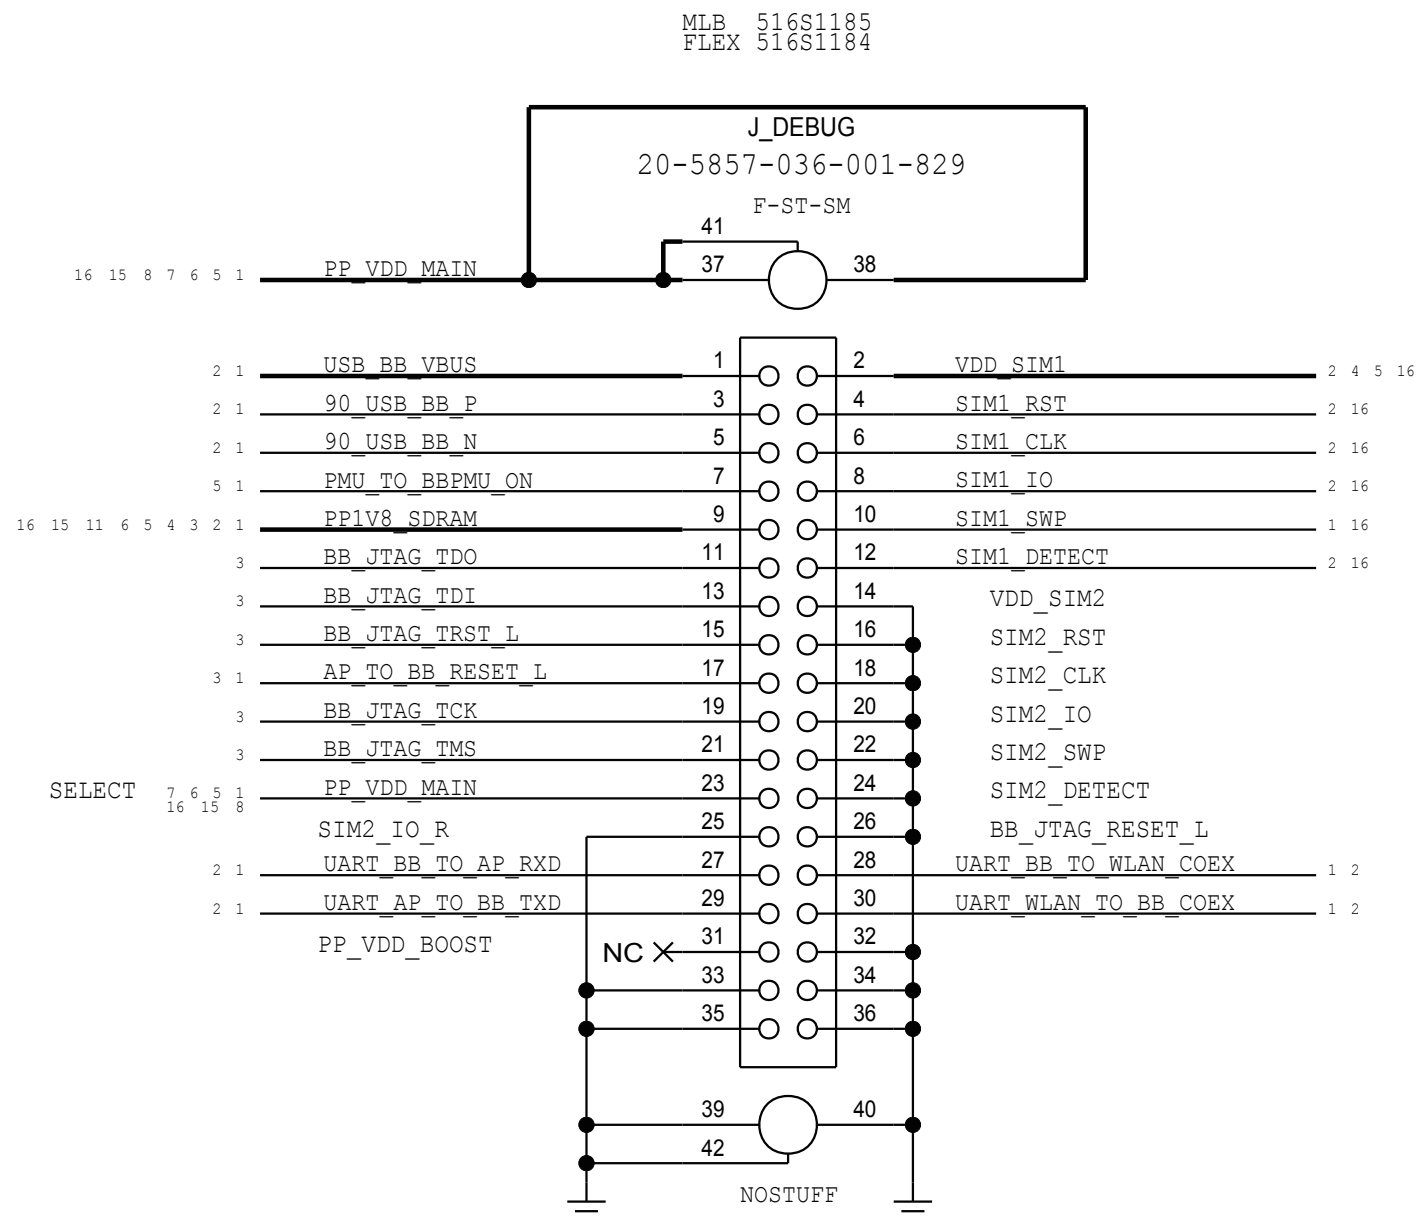 MLB 516S1185
FLEX 516S1184
J_DEBUG
20-5857-036-001-829
F-ST-SM
41
16 15 8 7 6 5 1 PP_VDD_MAIN 37 38
2 1 USB_BB_VBUS 1 2 VDD_SIM1 2 4 5 16
2 1 90_USB_BB_P 3 4 SIM1_RST 2 16
2 1 90_USB_BB_N 5 6 SIM1_CLK 2 16
5 1 PMU_TO_BBPMU_ON 7 8 SIM1_IO 2 16
16 15 11 6 5 4 3 2 1 PP1V8_SDRAM 9 10 SIM1_SWP 1 16
3 BB_JTAG_TDO 11 12 SIM1_DETECT 2 16
3 BB_JTAG_TDI 13 14 VDD_SIM2
3 BB_JTAG_TRST_L 15 16 SIM2_RST
3 1 AP_TO_BB_RESET_L 17 18 SIM2_CLK
3 BB_JTAG_TCK 19 20 SIM2_IO
3 BB_JTAG_TMS 21 22 SIM2_SWP
SELECT 7 6 5 1 PP_VDD_MAIN 23 24 SIM2_DETECT
16 15 8
SIM2_IO_R 25 26 BB_JTAG_RESET_L
2 1 UART_BB_TO_AP_RXD 27 28 UART_BB_TO_WLAN_COEX 1 2
2 1 UART_AP_TO_BB_TXD 29 30 UART_WLAN_TO_BB_COEX 1 2
PP_VDD_BOOST NC 31 32
33 34
35 36
39 40
42
NOSTUFF